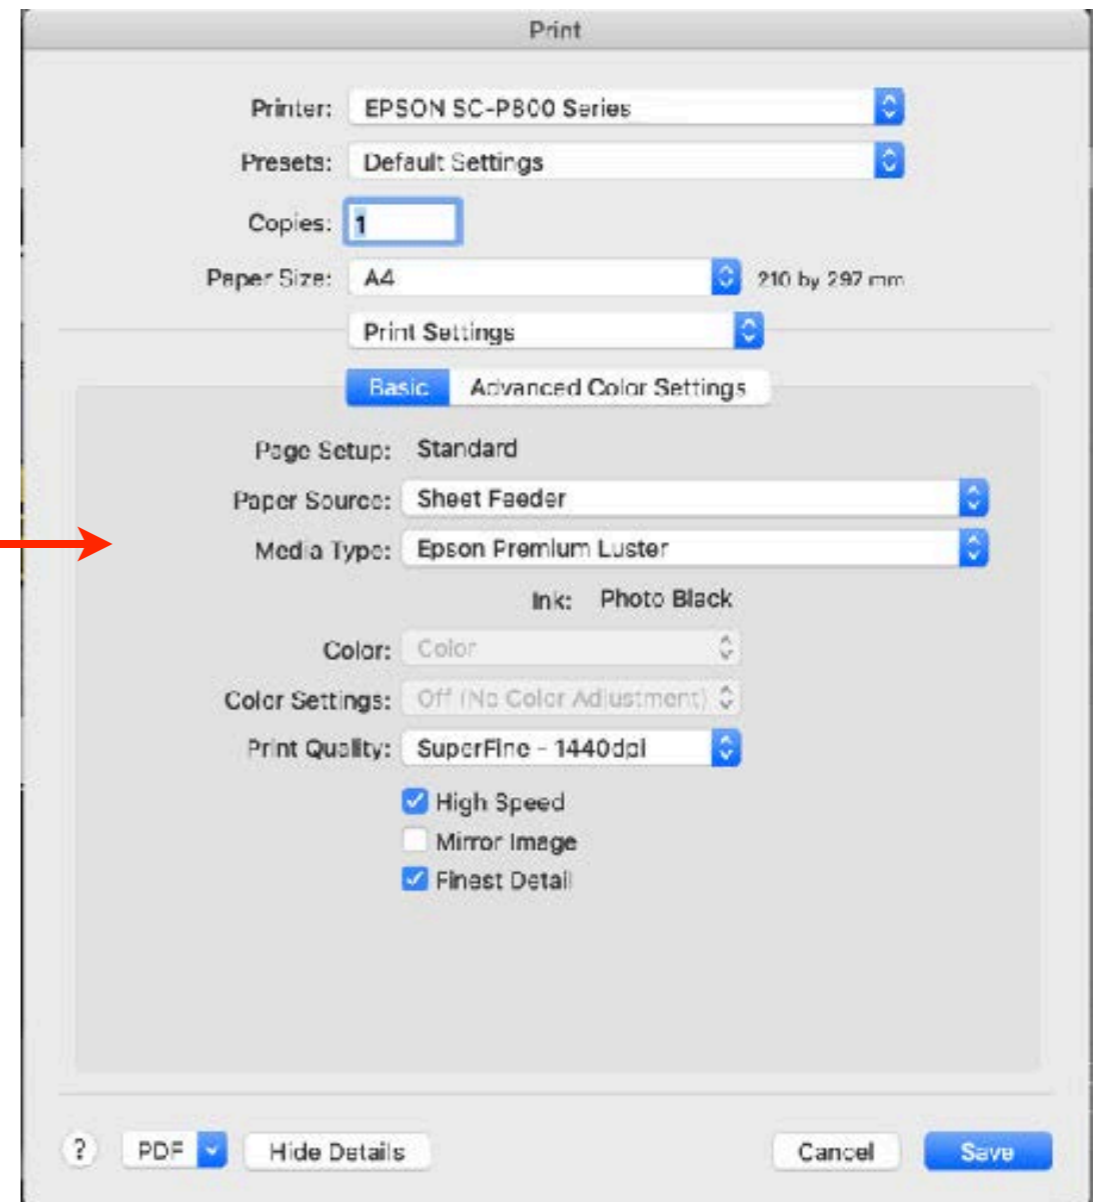 Print
Printer: EPSON SC-P800 Series
Presets: Default Settings
Copies: 1
Paper Size: A4 210 by 297 mm
Print Settings
Basic Advanced Color Settings
Page Setup: Standard
Paper Source: Sheet Feeder
Media Type: Epson Premium Luster
Ink: Photo Black
Color: Color
Color Settings: Off (No Color Adjustment)
Print Quality: SuperFine - 1440dpi
High Speed
Mirror Image
Finest Detail
? PDF Hide Details Cancel Save